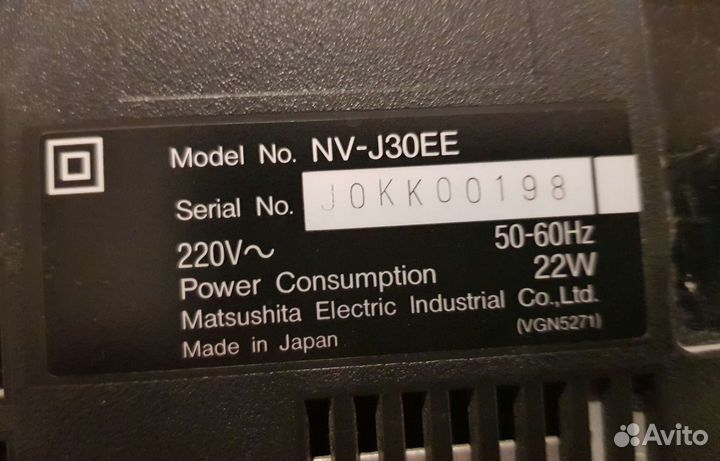 Model No. NV-J30EE
Serial No. J0KK00198
220V~ 50-60Hz
Power Consumption 22W
Matsushita Electric Industrial Co.,Ltd.
Made in Japan (VGN5271)
Avito